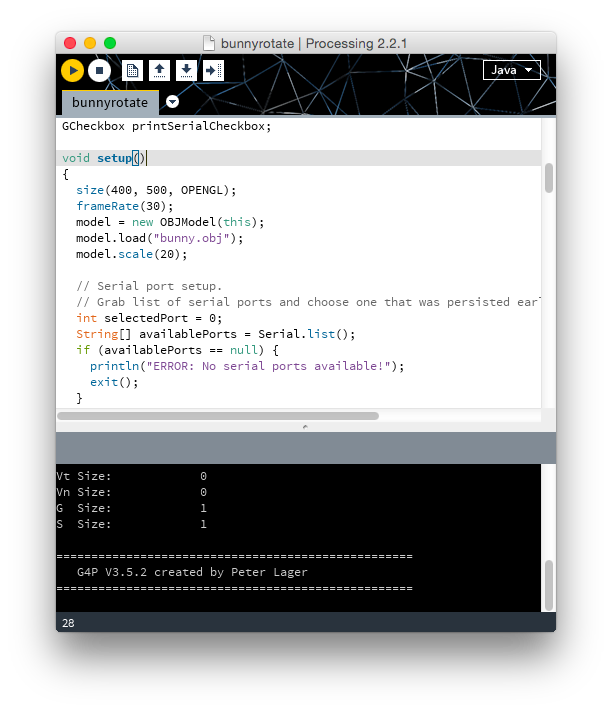 bunnyrotate | Processing 2.2.1
Java
bunnyrotate
GCheckbox printSerialCheckbox;
void setup()
{
size(400, 500, OPENGL);
frameRate(30);
model = new OBJModel(this);
model.load("bunny.obj");
model.scale(20);
// Serial port setup.
// Grab list of serial ports and choose one that was persisted earl
int selectedPort = 0;
String[] availablePorts = Serial.list();
if (availablePorts == null) {
println("ERROR: No serial ports available!");
exit();
}
Vt Size: 0
Vn Size: 0
G Size: 1
S Size: 1
===================================================
G4P V3.5.2 created by Peter Lager
===================================================
28